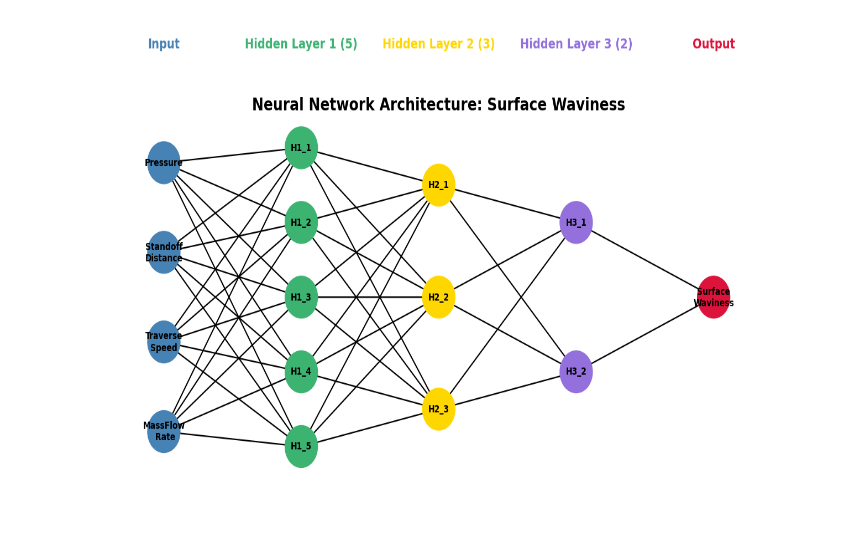 Input
Hidden Layer 1 (5)
Hidden Layer 2 (3)
Hidden Layer 3 (2)
Output
Neural Network Architecture: Surface Waviness
Pressure
Standoff
Distance
Traverse
Speed
MassFlow
Rate
H1_1
H1_2
H1_3
H1_4
H1_5
H2_1
H2_2
H2_3
H3_1
H3_2
Surface
Waviness